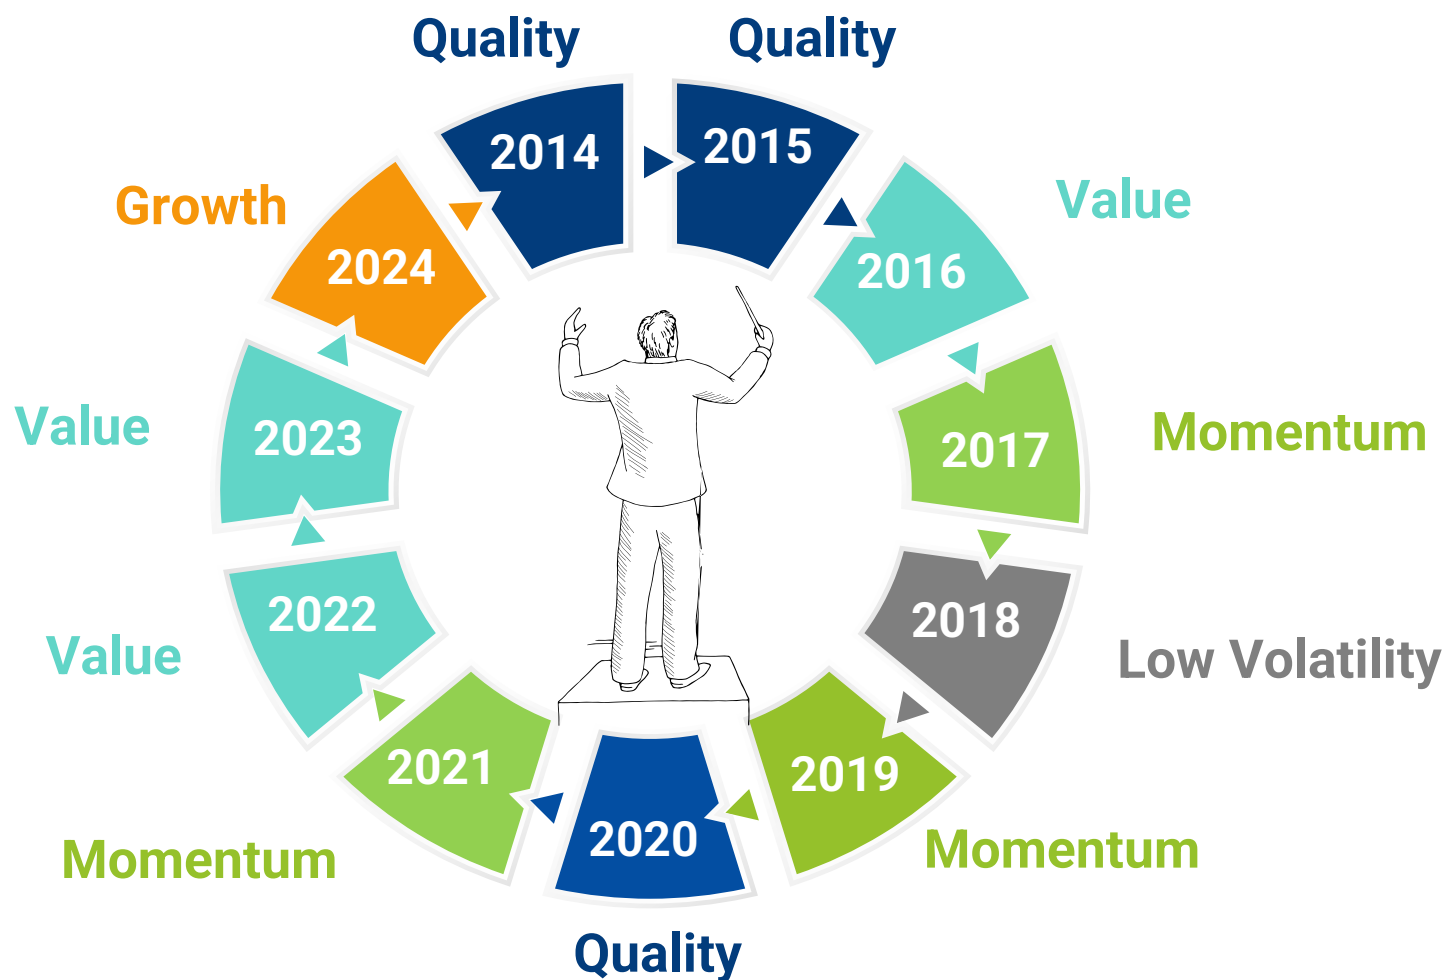 Quality
2014
Quality
2015
Value
2016
Momentum
2017
Low Volatility
2018
Momentum
2019
Quality
2020
Momentum
2021
Value
2022
Value
2023
Growth
2024